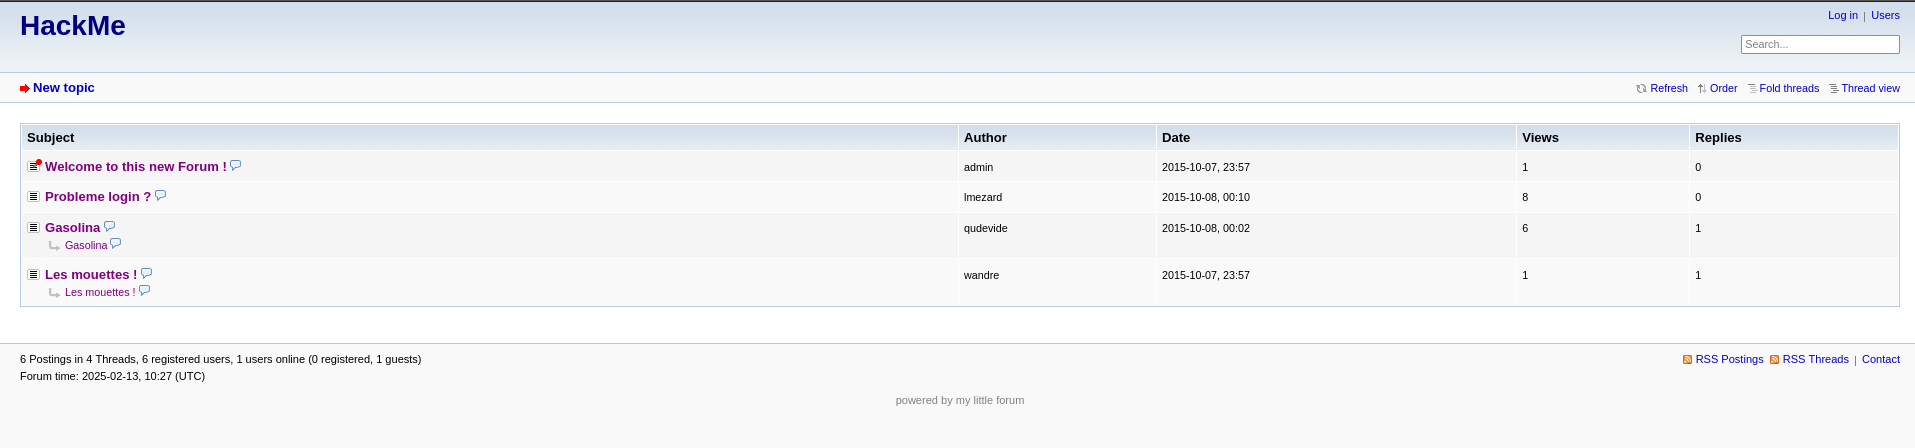 HackMe
Log in | Users
Search...
New topic
Refresh Order Fold threads Thread view
Subject Author Date Views Replies
Welcome to this new Forum ! admin 2015-10-07, 23:57 1 0
Probleme login ? lmezard 2015-10-08, 00:10 8 0
Gasolina qudevide 2015-10-08, 00:02 6 1
Gasolina
Les mouettes ! wandre 2015-10-07, 23:57 1 1
Les mouettes !
6 Postings in 4 Threads, 6 registered users, 1 users online (0 registered, 1 guests)
RSS Postings RSS Threads | Contact
Forum time: 2025-02-13, 10:27 (UTC)
powered by my little forum